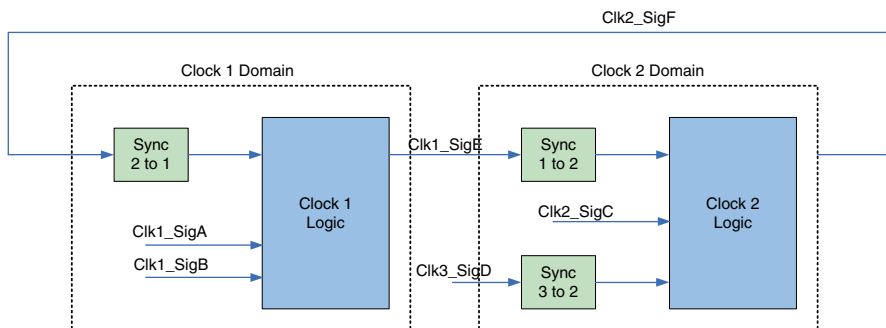 Clk2_SigF
Clock 1 Domain
Clock 2 Domain
Sync
2 to 1
Clock 1
Logic
Clk1_SigA
Clk1_SigB
Clk1_SigE
Sync
1 to 2
Clk2_SigC
Clk3_SigD
Sync
3 to 2
Clock 2
Logic